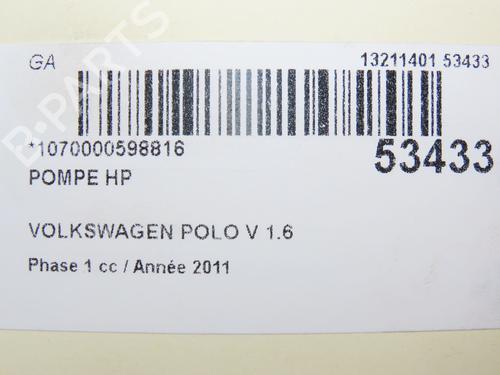 GA 13211401 53433
*1070000598816 53433
POMPE HP
VOLKSWAGEN POLO V 1.6
Phase 1 cc / Année 2011
B-PARTS